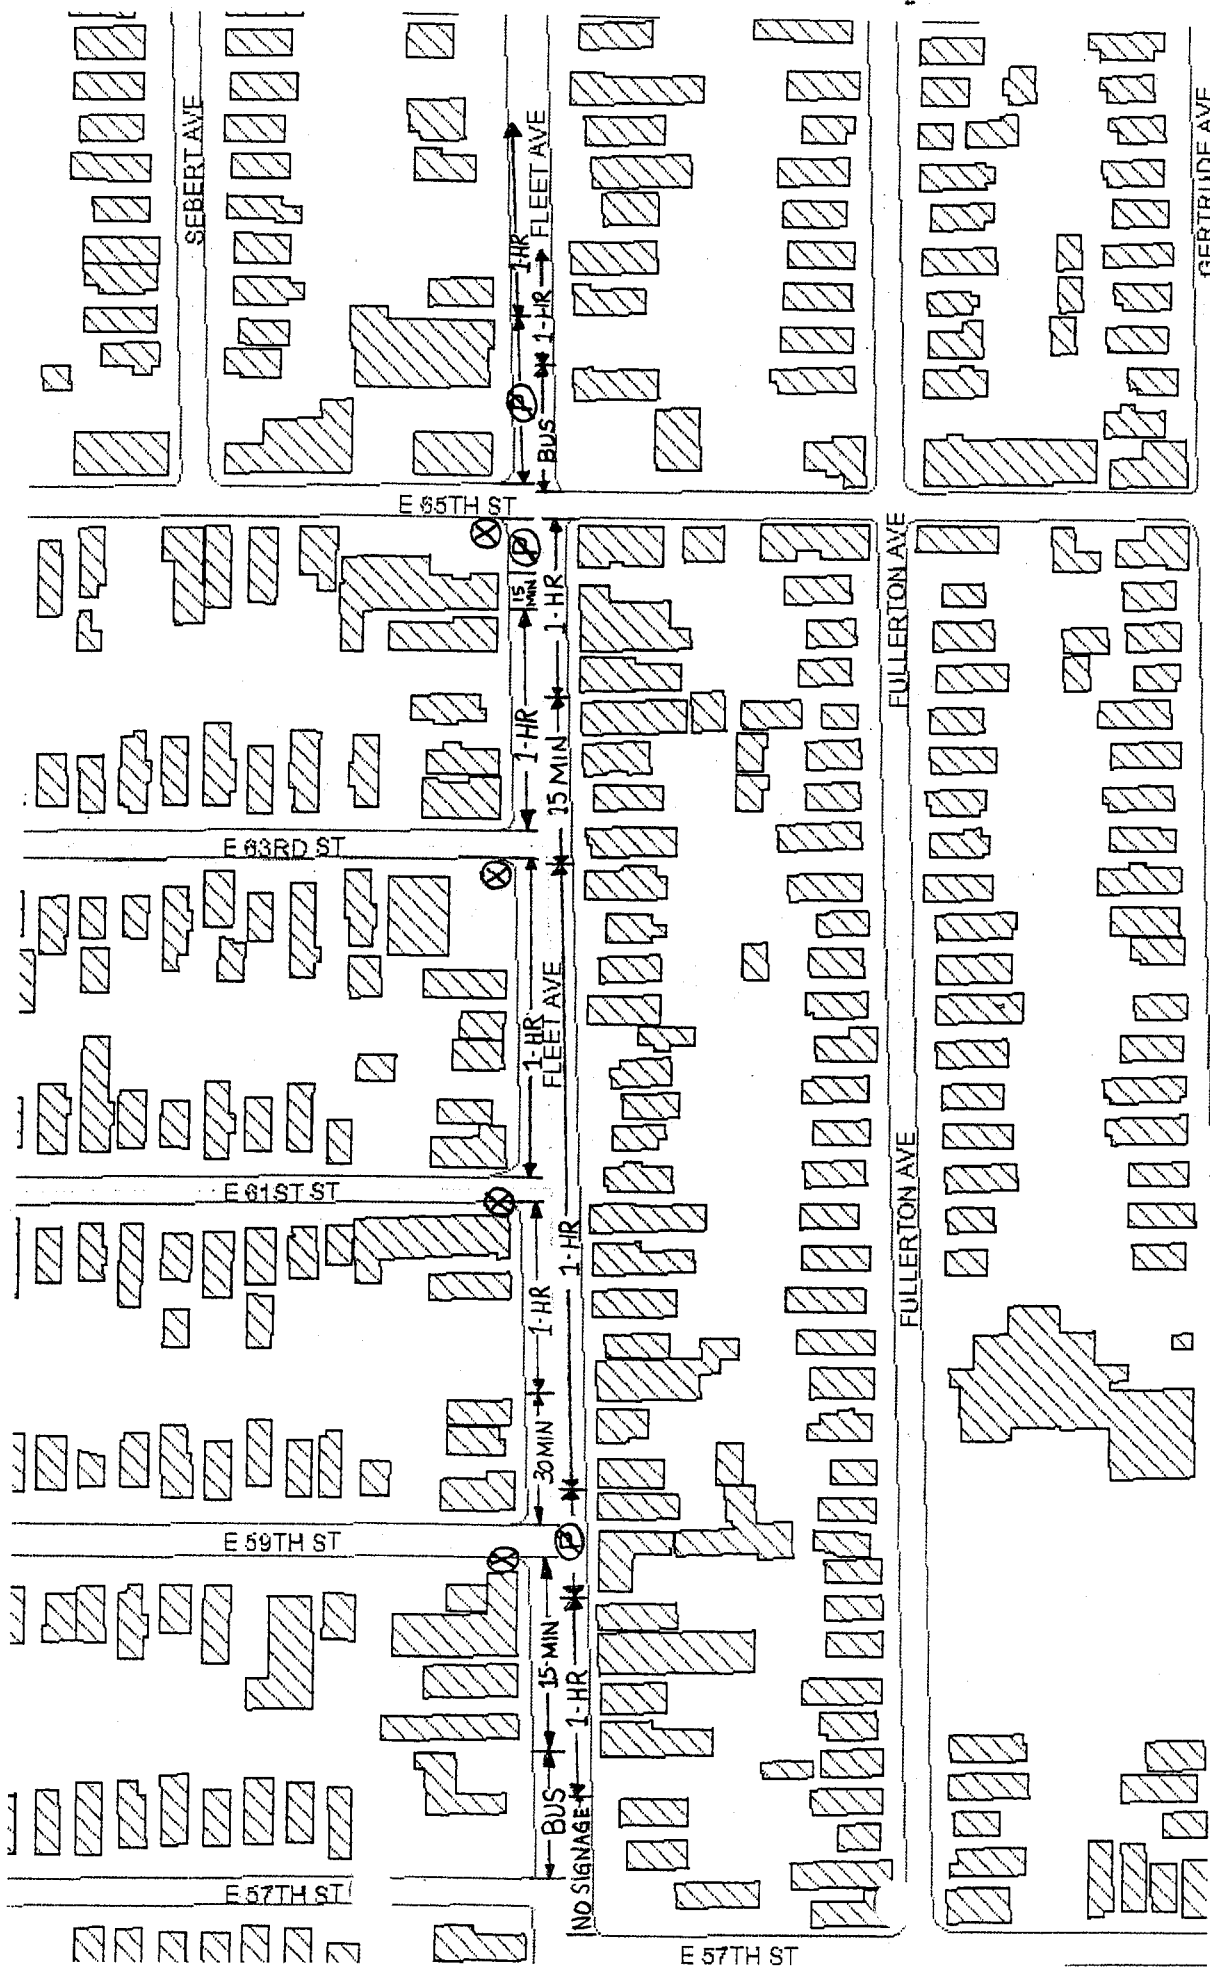 SEBERT AVE
FLEET AVE
GERTRUDE AVE
1-HR
1-HR
P
BUS
E 65TH ST
P
15 MIN
1-HR
FULLERTON AVE
1-HR
15 MIN
E 63RD ST
1-HR
FLEET AVE
FULLERTON AVE
E 61ST ST
1-HR
1-HR
30 MIN
E 59TH ST
P
15-MIN
1-HR
BUS
NO SIGNAGE
E 57TH ST
E 57TH ST